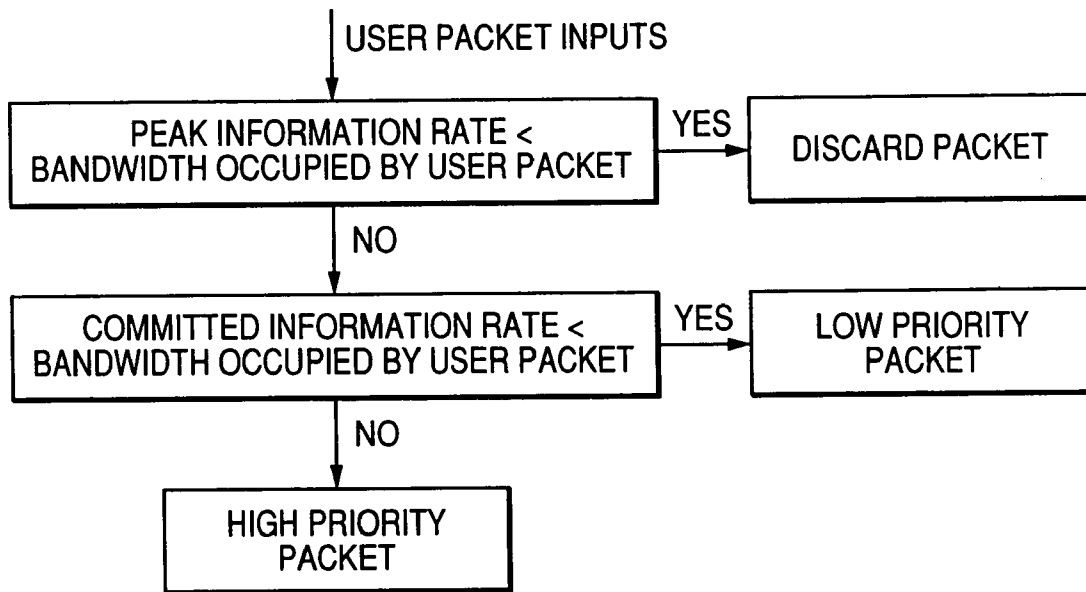 USER PACKET INPUTS
PEAK INFORMATION RATE <
BANDWIDTH OCCUPIED BY USER PACKET
YES
DISCARD PACKET
NO
COMMITTED INFORMATION RATE <
BANDWIDTH OCCUPIED BY USER PACKET
YES
LOW PRIORITY
PACKET
NO
HIGH PRIORITY
PACKET